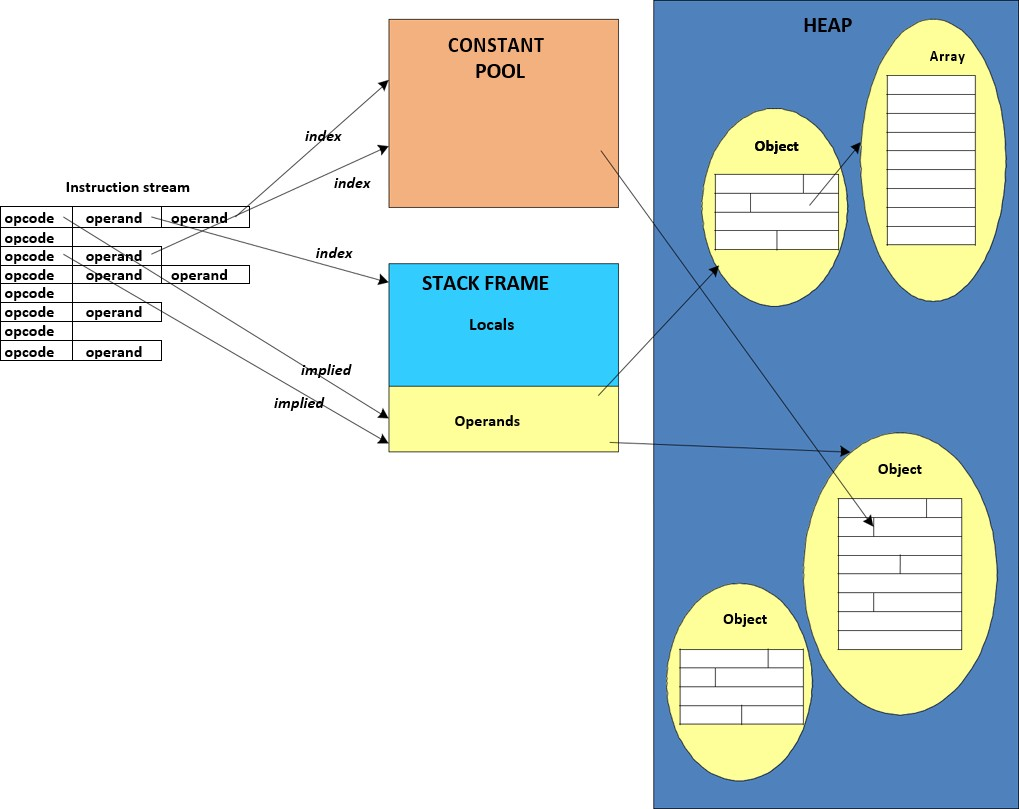 HEAP
CONSTANT
POOL
Array
index
Object
index
Instruction stream
opcode operand operand
opcode
opcode operand
opcode operand operand
opcode
opcode operand
opcode
opcode operand
index
STACK FRAME
Locals
implied
implied
Operands
Object
Object